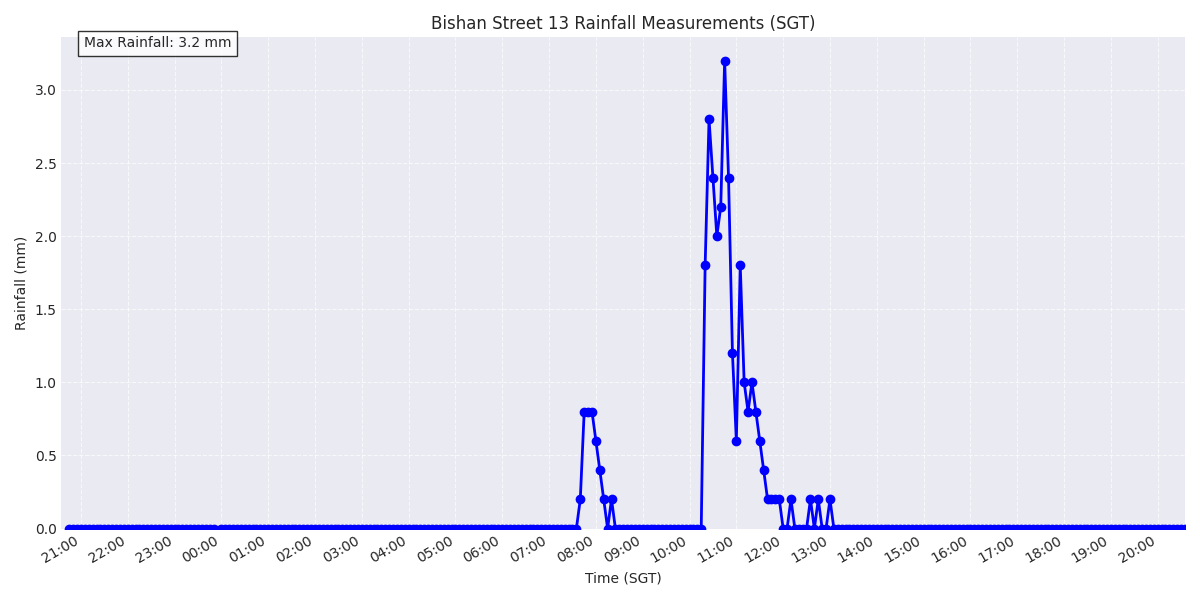 Bishan Street 13 Rainfall Measurements (SGT)
Max Rainfall: 3.2 mm
Rainfall (mm)
3.0
2.5
2.0
1.5
1.0
0.5
0.0
21:00 22:00 23:00 00:00 01:00 02:00 03:00 04:00 05:00 06:00 07:00 08:00 09:00 10:00 11:00 12:00 13:00 14:00 15:00 16:00 17:00 18:00 19:00 20:00
Time (SGT)